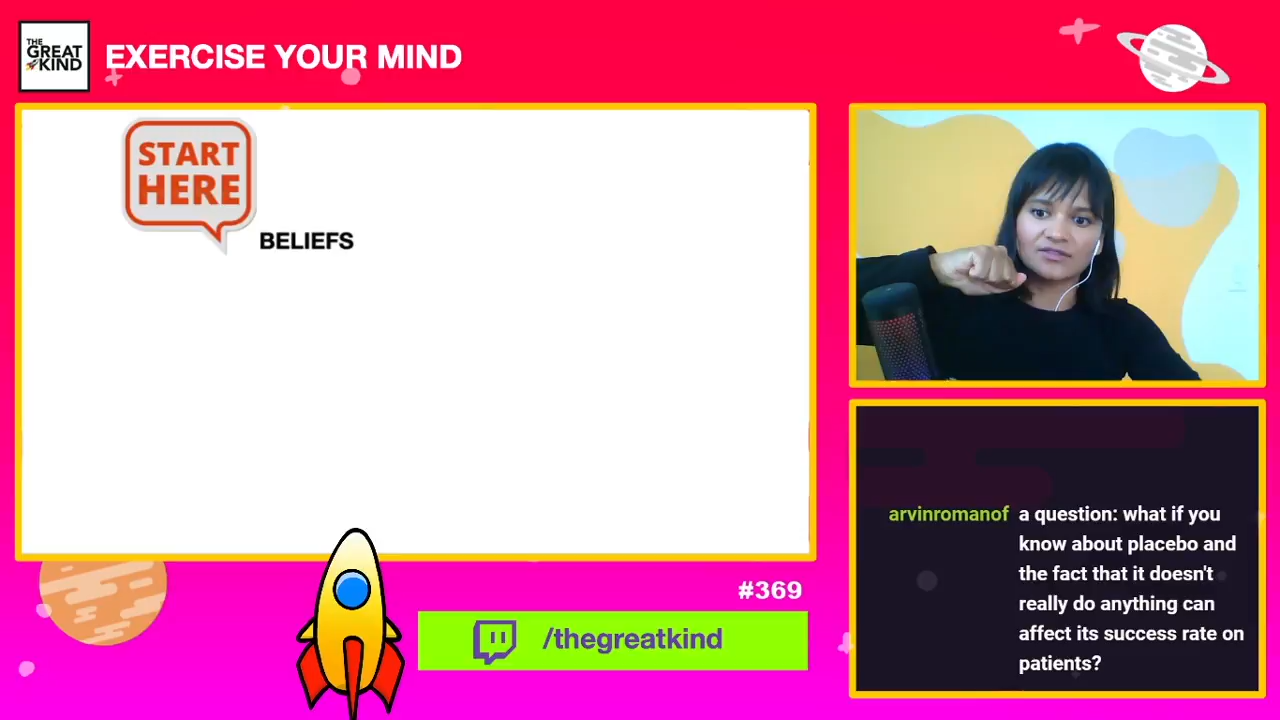 THE
GREAT
KIND
EXERCISE YOUR MIND
START
HERE
BELIEFS
#369
/thegreatkind
arvinromanof a question: what if you
know about placebo and
the fact that it doesn't
really do anything can
affect its success rate on
patients?